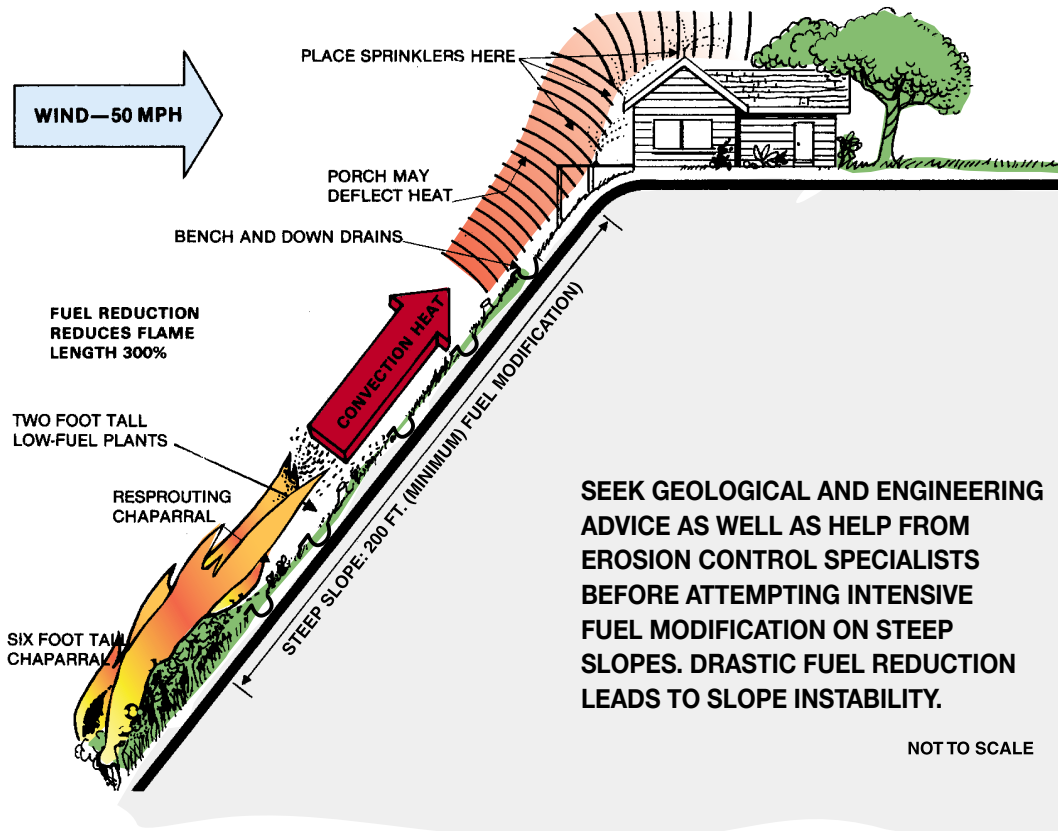 PLACE SPRINKLERS HERE
WIND—50 MPH
PORCH MAY
DEFLECT HEAT
BENCH AND DOWN DRAINS
FUEL REDUCTION
REDUCES FLAME
LENGTH 300%
CONVECTION HEAT
STEEP SLOPE: 200 FT. (MINIMUM) FUEL MODIFICATION)
TWO FOOT TALL
LOW-FUEL PLANTS
RESPROUTING
CHAPARRAL
SIX FOOT TALL
CHAPARRAL
SEEK GEOLOGICAL AND ENGINEERING
ADVICE AS WELL AS HELP FROM
EROSION CONTROL SPECIALISTS
BEFORE ATTEMPTING INTENSIVE
FUEL MODIFICATION ON STEEP
SLOPES. DRASTIC FUEL REDUCTION
LEADS TO SLOPE INSTABILITY.
NOT TO SCALE